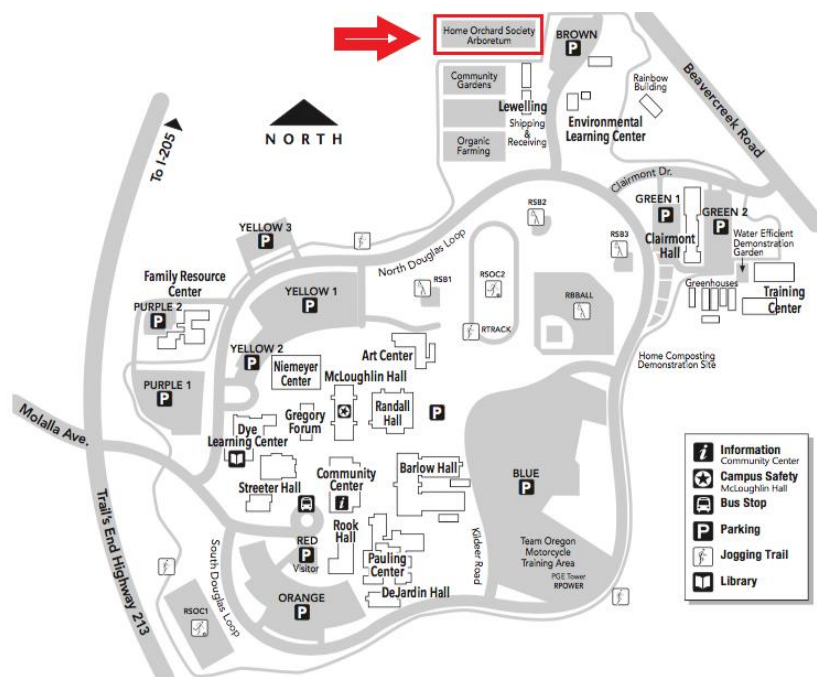 Home Orchard Society
Arboretum
BROWN
P
Community
Gardens
Lewelling
Shipping
&
Receiving
Organic
Farming
Rainbow
Building
Environmental
Learning Center
Beavercreek Road
To I-205
NORTH
Clairmont Dr.
GREEN 1
P
GREEN 2
P
Clairmont
Hall
Water Efficient
Demonstration
Garden
Greenhouses
Training
Center
RSB2
RSB3
YELLOW 3
P
North Douglas Loop
RSB1
RSOC2
RBBALL
RTRACK
Family Resource
Center
PURPLE 2
P
YELLOW 1
P
YELLOW 2
P
Art Center
Niemeyer
Center
McLoughlin Hall
Home Composting
Demonstration Site
PURPLE 1
P
Molalla Ave.
Gregory
Forum
Randall
Hall
P
Dye
Learning Center
Streeter Hall
Community
Center
i
Barlow Hall
BLUE
P
Rook
Hall
RED
P
Visitor
Pauling
Center
DeJardin Hall
Kildeer Road
Team Oregon
Motorcycle
Training Area
PGE Tower
RPOWER
ORANGE
P
South Douglas Loop
RSOC1
Trail's End Highway 213
i Information
Community Center
Campus Safety
McLoughlin Hall
Bus Stop
P Parking
Jogging Trail
Library